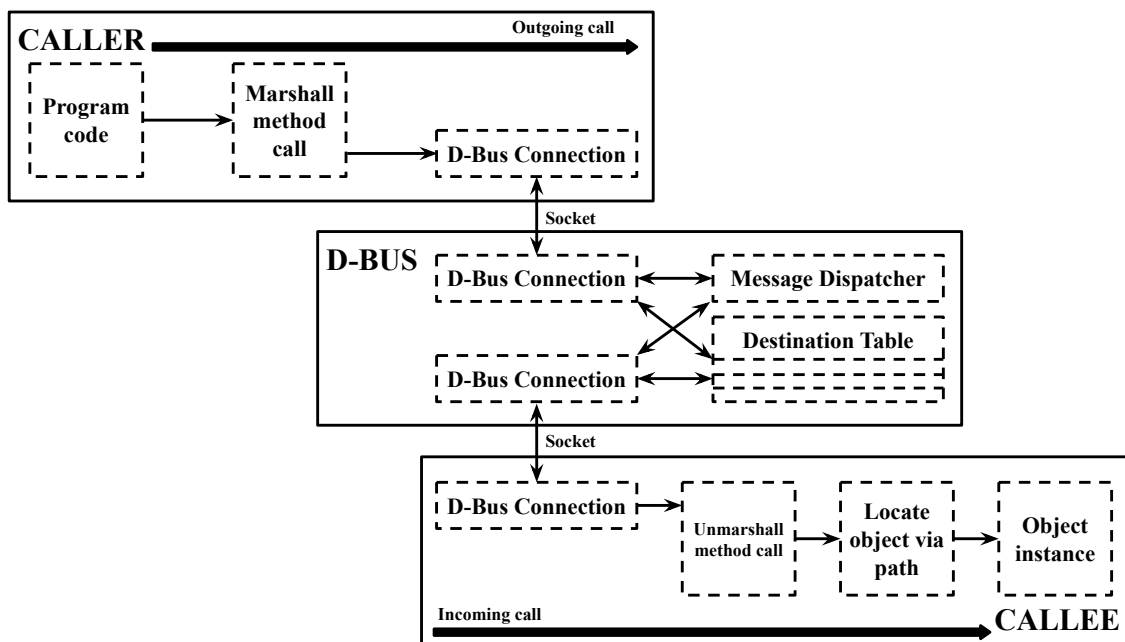 CALLER
Outgoing call
Program
code
Marshall
method
call
D-Bus Connection
Socket
D-BUS
D-Bus Connection
Message Dispatcher
Destination Table
D-Bus Connection
Socket
D-Bus Connection
Unmarshall
method call
Locate
object via
path
Object
instance
Incoming call
CALLEE